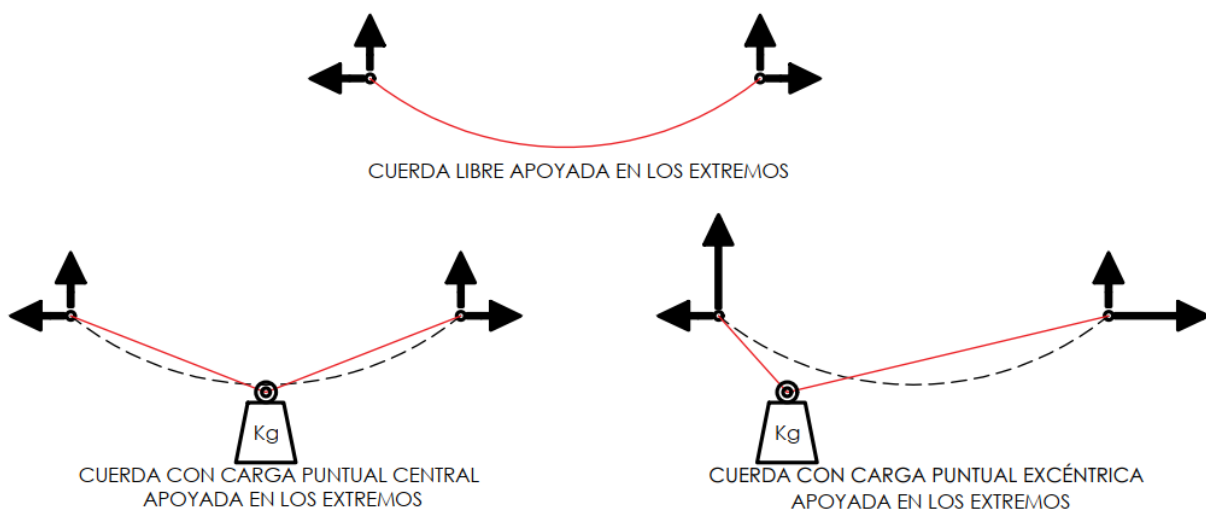 CUERDA LIBRE APOYADA EN LOS EXTREMOS
Kg
CUERDA CON CARGA PUNTUAL CENTRAL
APOYADA EN LOS EXTREMOS
Kg
CUERDA CON CARGA PUNTUAL EXCÉNTRICA
APOYADA EN LOS EXTREMOS